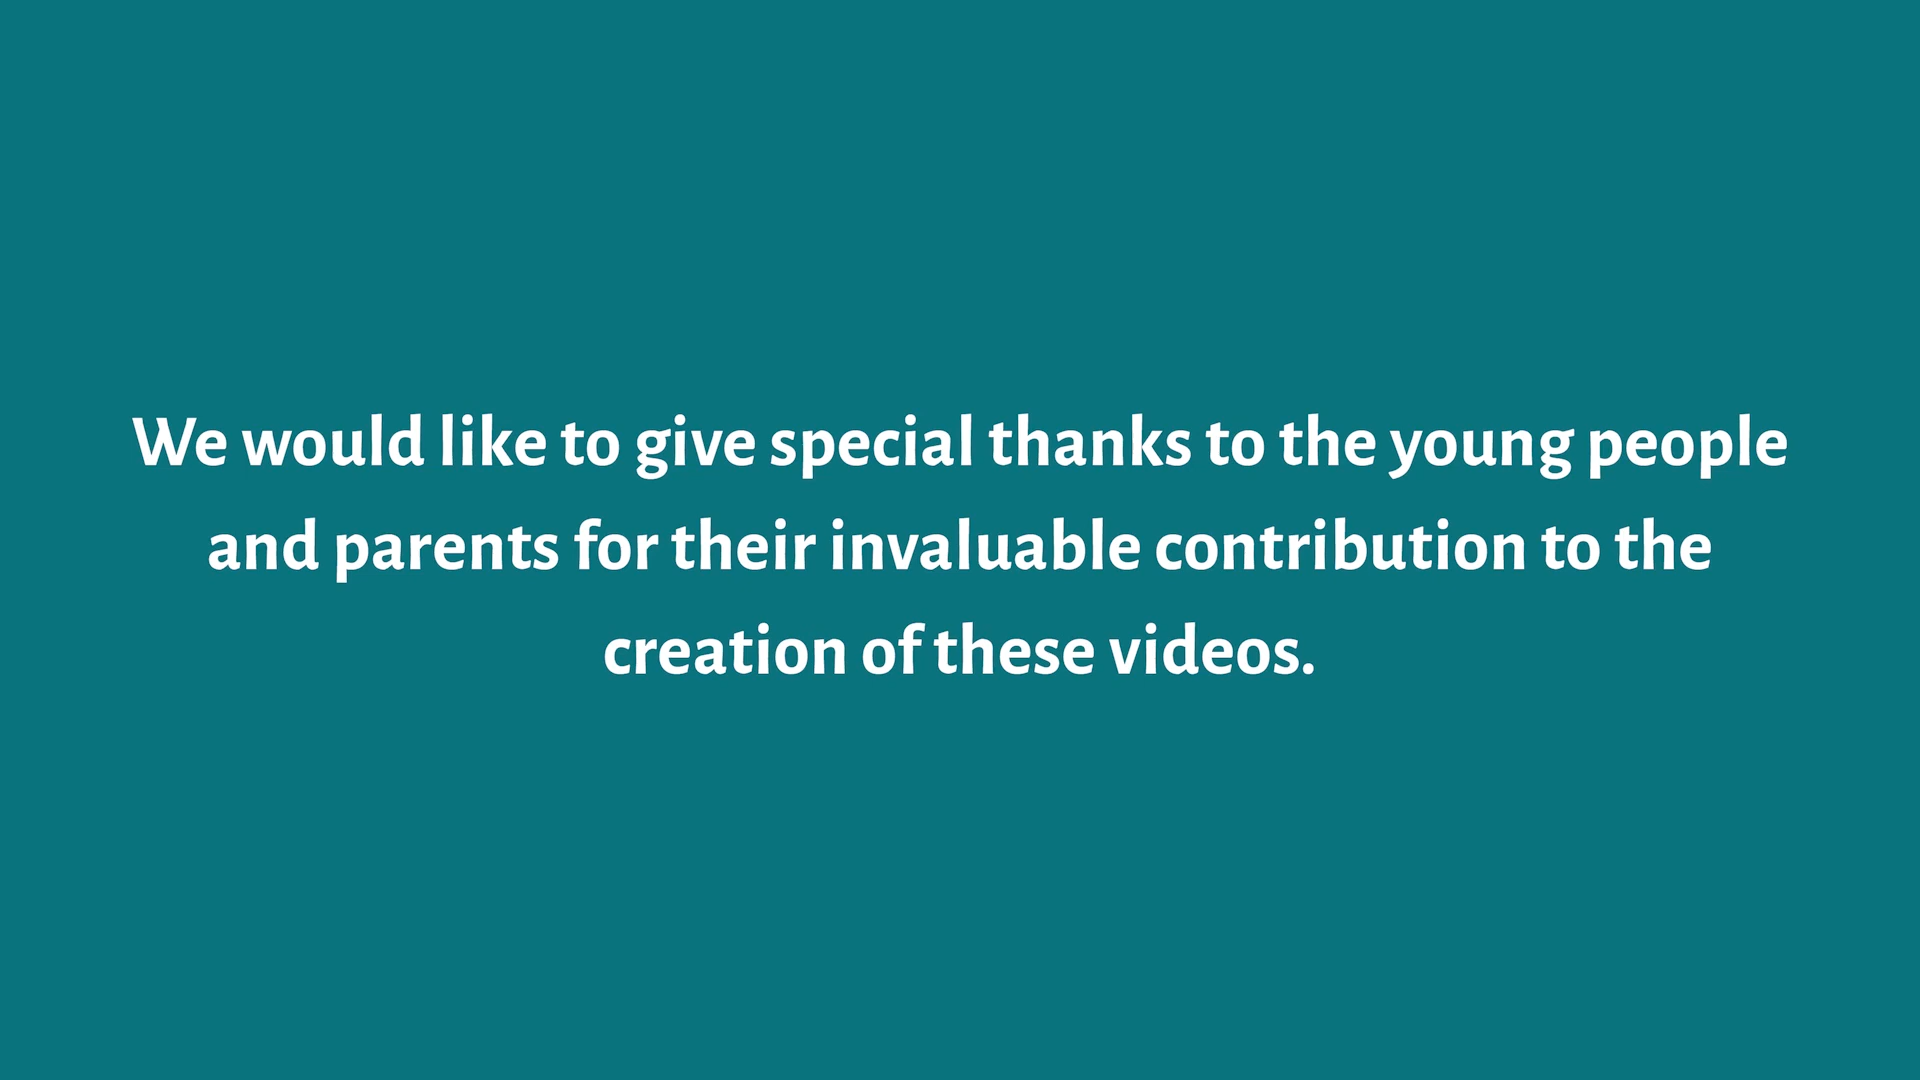 We would like to give special thanks to the young people
and parents for their invaluable contribution to the
creation of these videos.